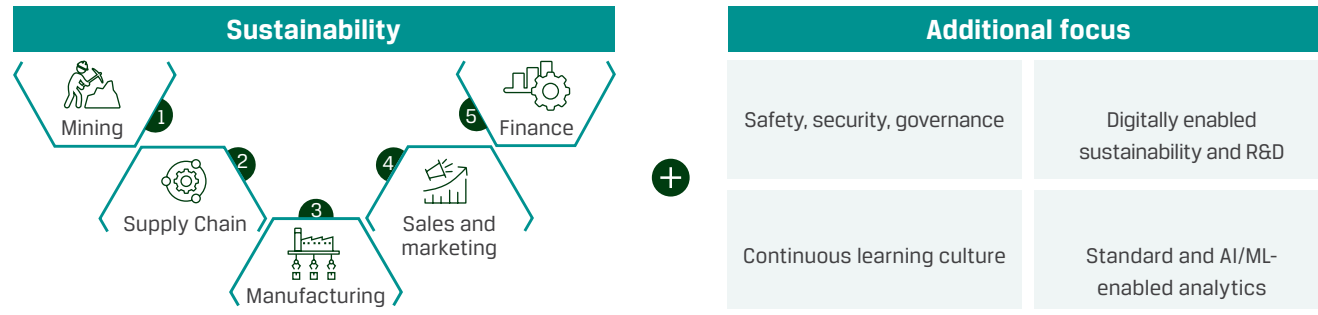 Sustainability
Mining
1
2
Supply Chain
3
Manufacturing
4
Sales and
marketing
5
Finance
Additional focus
Safety, security, governance
Digitally enabled
sustainability and R&D
Continuous learning culture
Standard and AI/ML-
enabled analytics